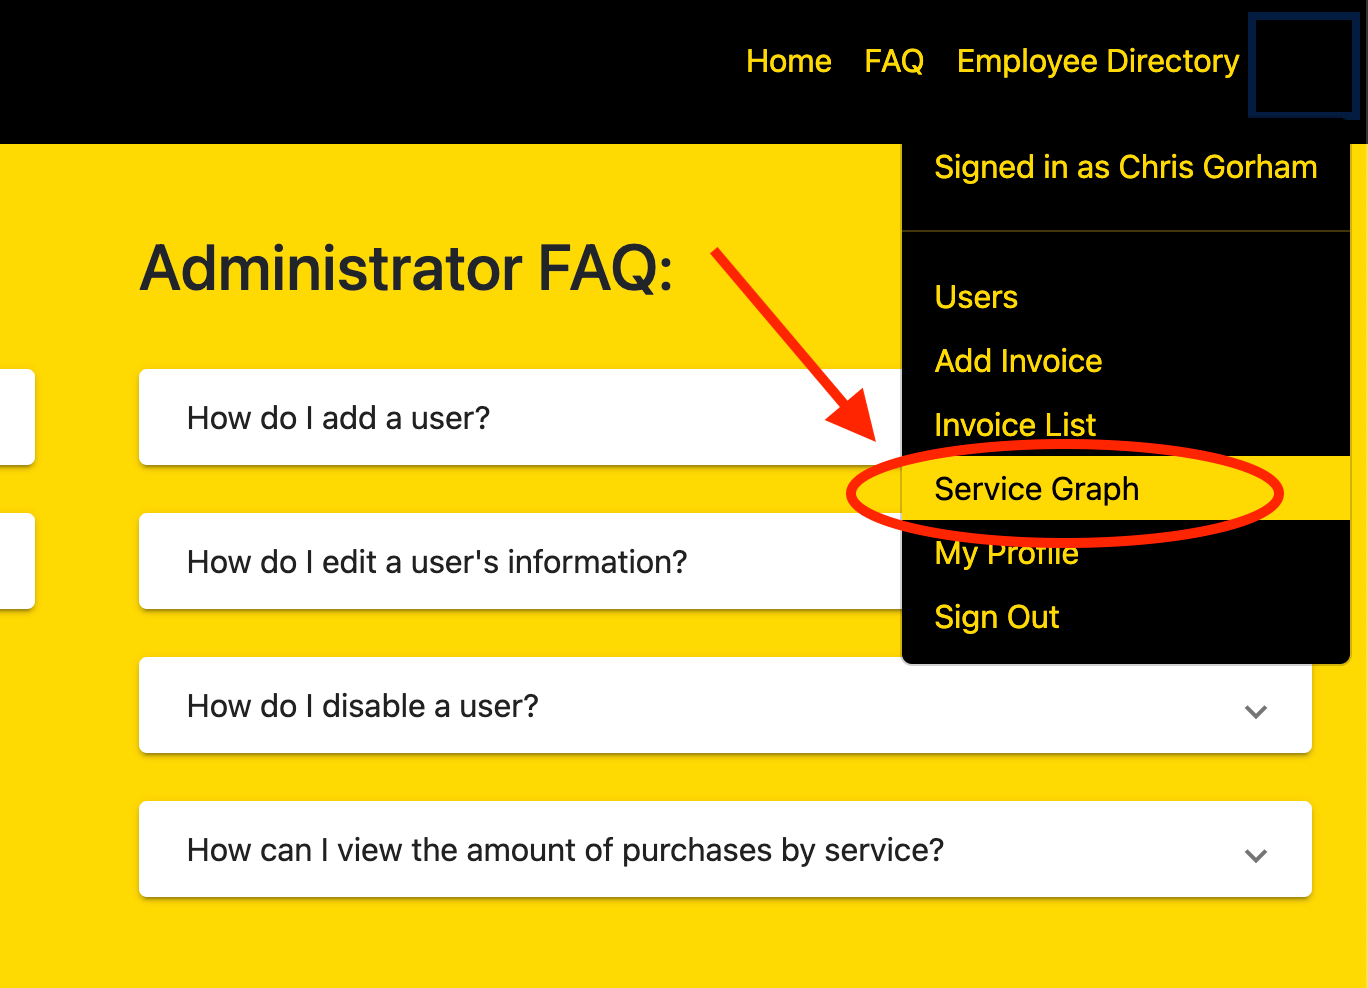 Home FAQ Employee Directory
Signed in as Chris Gorham
Administrator FAQ:
Users
Add Invoice
Invoice List
Service Graph
My Profile
Sign Out
How do I add a user?
How do I edit a user's information?
How do I disable a user?
How can I view the amount of purchases by service?